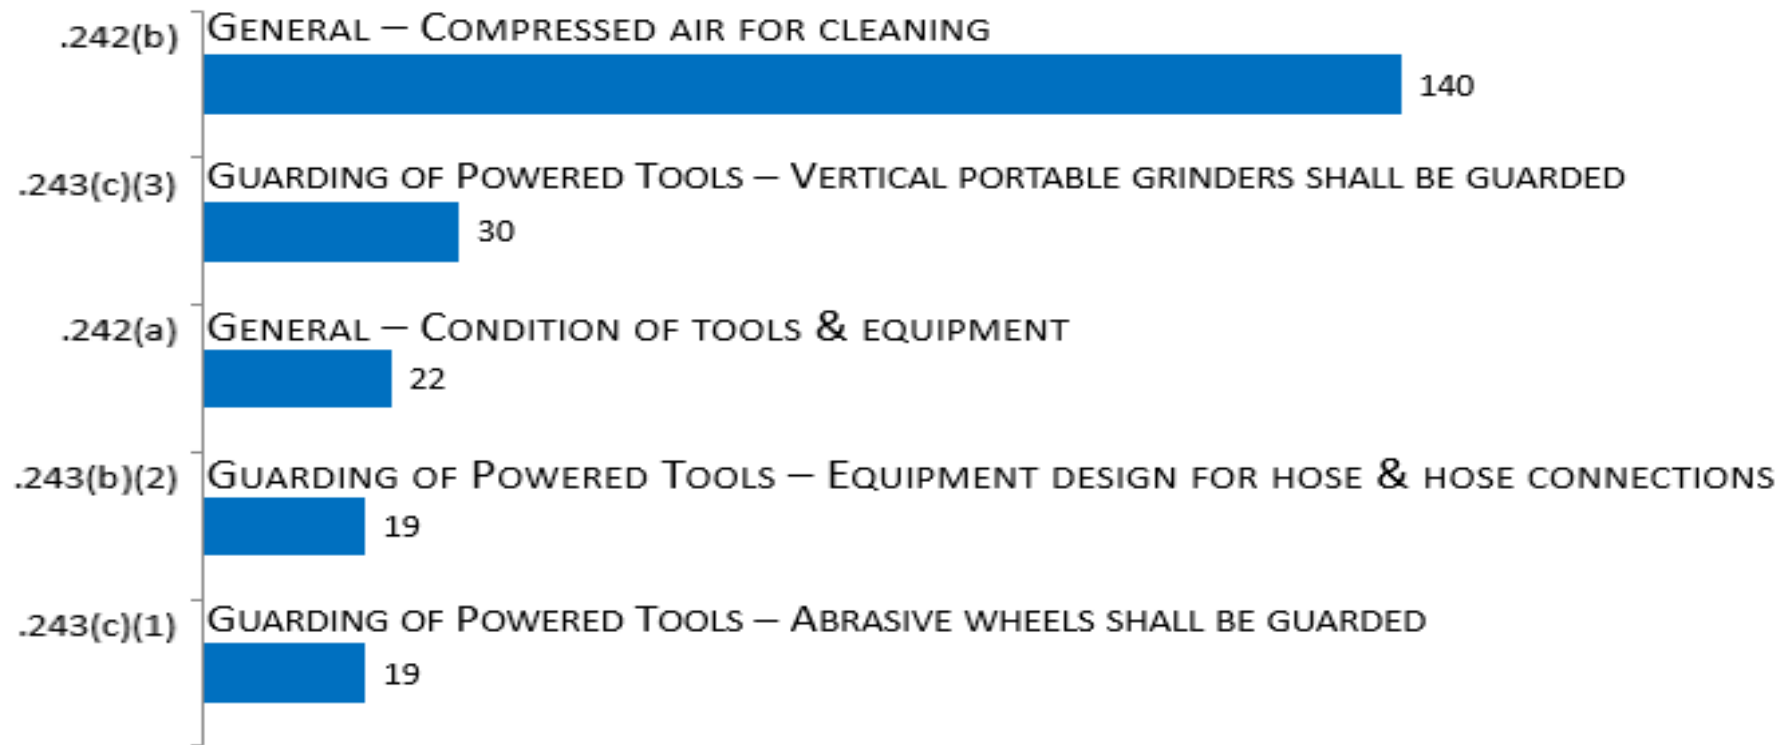 .242(b) General – Compressed air for cleaning
140
.243(c)(3) Guarding of Powered Tools – Vertical portable grinders shall be guarded
30
.242(a) General – Condition of tools & equipment
22
.243(b)(2) Guarding of Powered Tools – Equipment design for hose & hose connections
19
.243(c)(1) Guarding of Powered Tools – Abrasive wheels shall be guarded
19